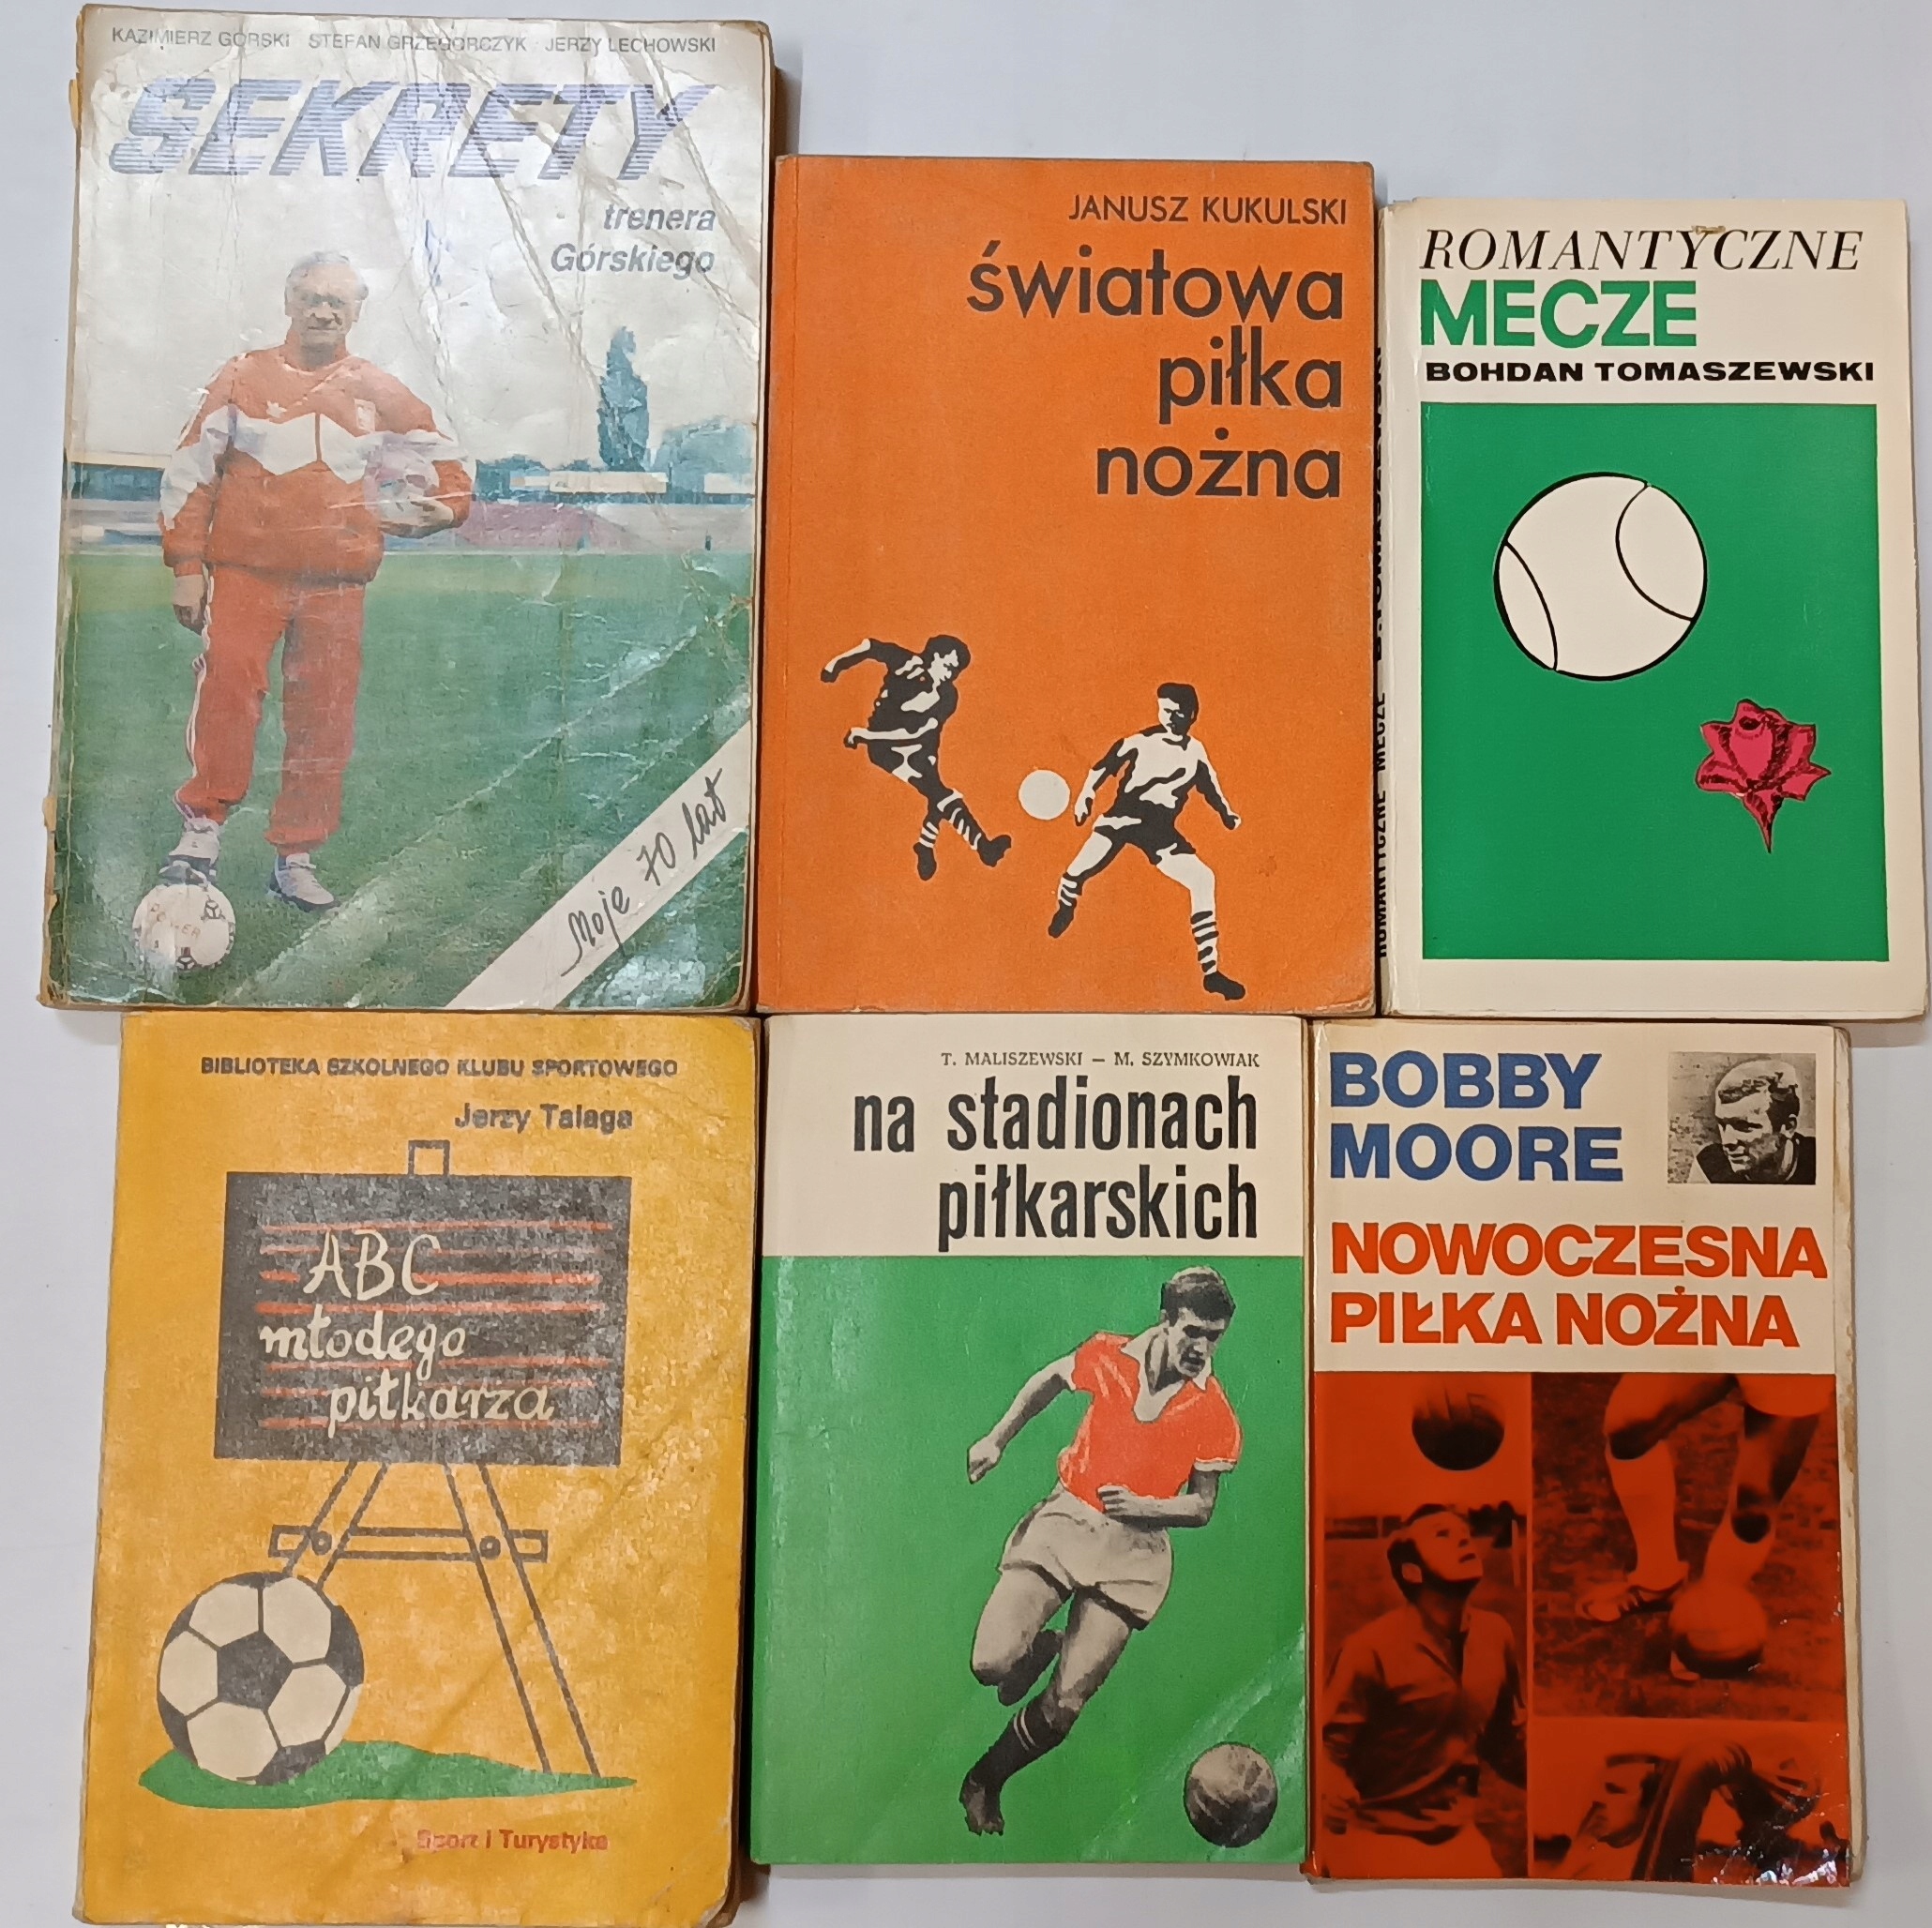 KAZIMIERZ GÓRSKI STEFAN GRZEGORCZYK JERZY LECHOWSKI
SEKRETY
trenera
Górskiego
Moje 70 lat
JANUSZ KUKULSKI
światowa
piłka
nożna
ROMANTYCZNE
MECZE
BOHDAN TOMASZEWSKI
ROMANTYCZNE MECZE
BIBLIOTEKA SZKOLNEGO KLUBU SPORTOWEGO
Jerzy Talaga
ABC
młodego
piłkarza
Sport i Turystyka
T. MALISZEWSKI – M. SZYMKOWIAK
na stadionach
piłkarskich
BOBBY
MOORE
NOWOCZESNA
PIŁKA NOŻNA